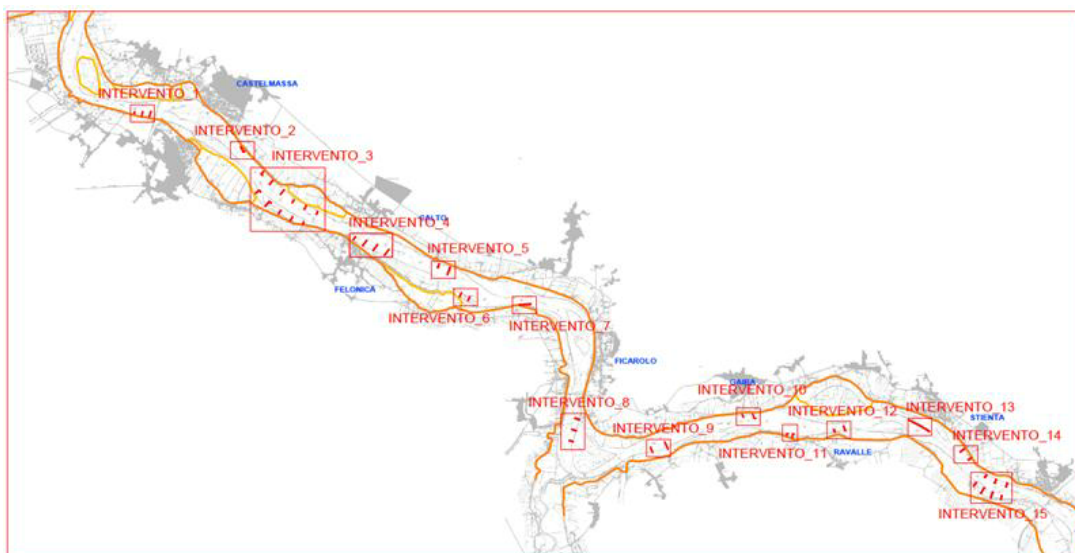 CASTELMASSA
INTERVENTO_1
INTERVENTO_2
INTERVENTO_3
CALTO
INTERVENTO_4
INTERVENTO_5
FELONICA
INTERVENTO_6
INTERVENTO_7
FICAROLO
INTERVENTO_8
GAIBA
INTERVENTO_10
INTERVENTO_9
INTERVENTO_12
INTERVENTO_13
STIENTA
INTERVENTO_11
RAVALLE
INTERVENTO_14
INTERVENTO_15